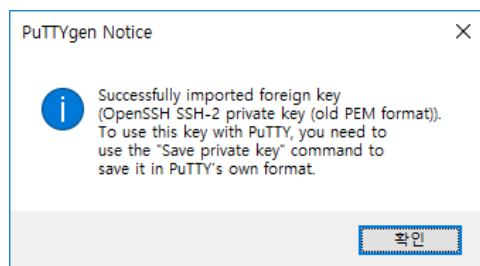 PuTTYgen Notice
Successfully imported foreign key
(OpenSSH SSH-2 private key (old PEM format)).
To use this key with PuTTY, you need to
use the "Save private key" command to
save it in PuTTY's own format.
확인